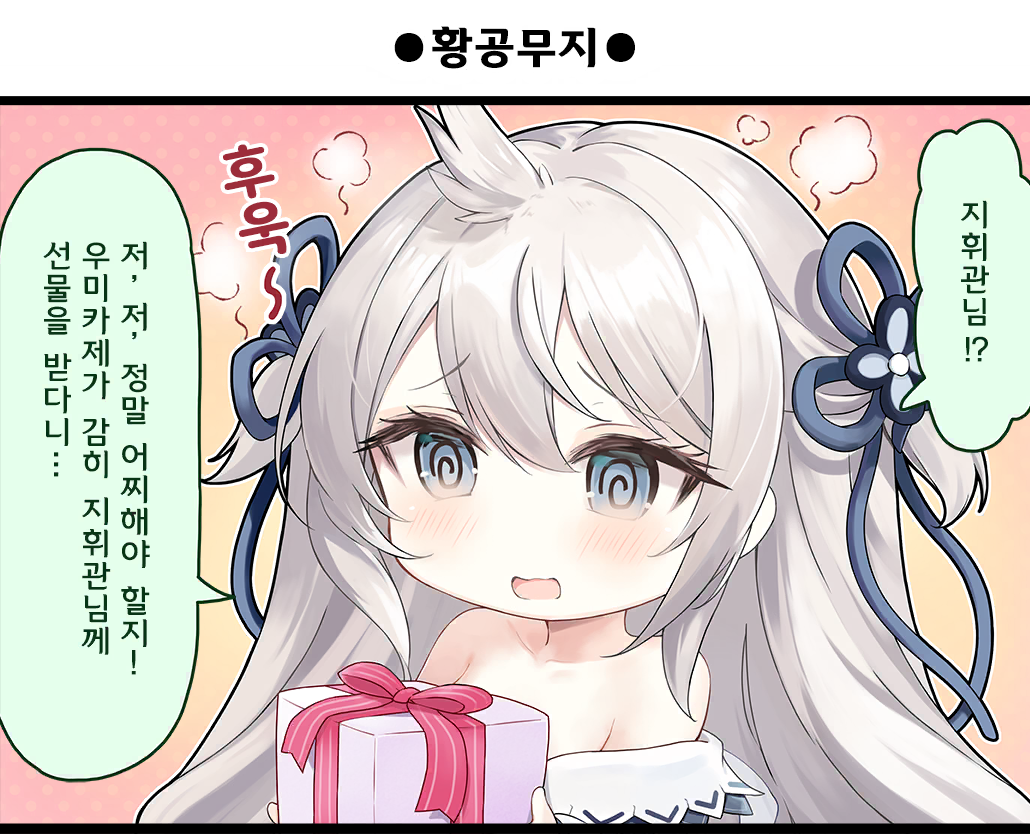 ●황공무지●
지휘관님!?
후욱~
저, 저, 정말 어찌해야 할지!
우미카제가 감히 지휘관님께
선물을 받다니…